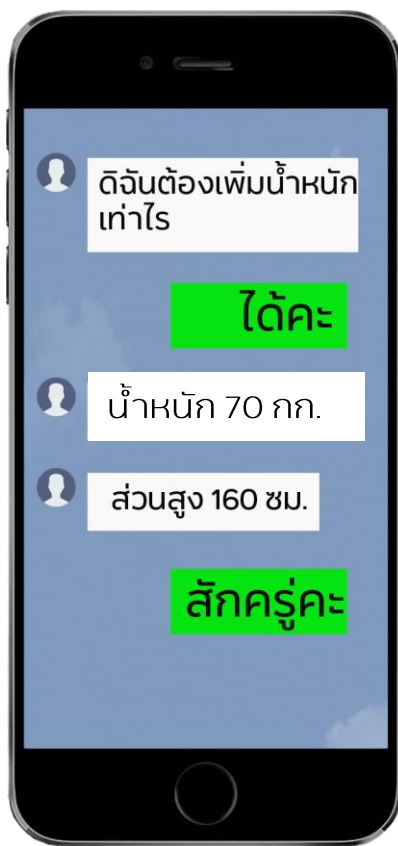 ดิฉันต้องเพิ่มน้ำหนัก
เท่าไร
ได้คะ
น้ำหนัก 70 กก.
ส่วนสูง 160 ซม.
สักครู่คะ